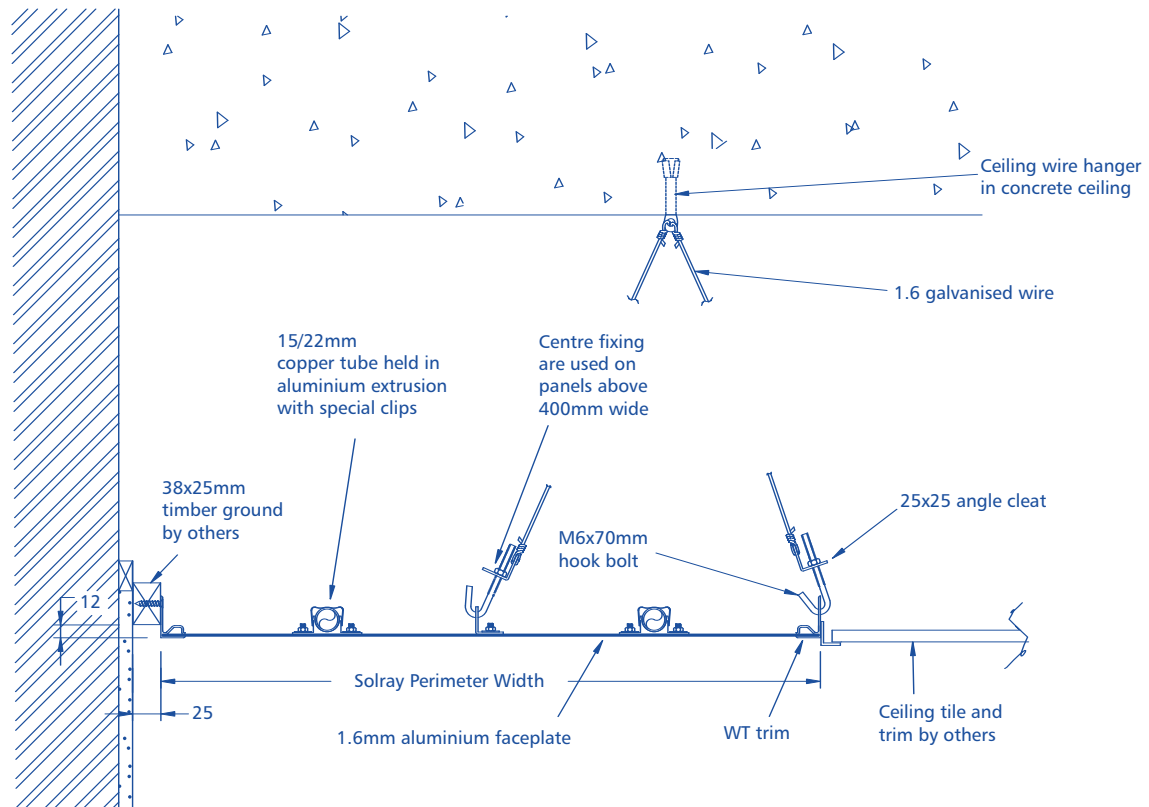 Ceiling wire hanger
in concrete ceiling
1.6 galvanised wire
15/22mm
copper tube held in
aluminium extrusion
with special clips
Centre fixing
are used on
panels above
400mm wide
38x25mm
timber ground
by others
25x25 angle cleat
M6x70mm
hook bolt
12
Solray Perimeter Width
25
1.6mm aluminium faceplate
WT trim
Ceiling tile and
trim by others